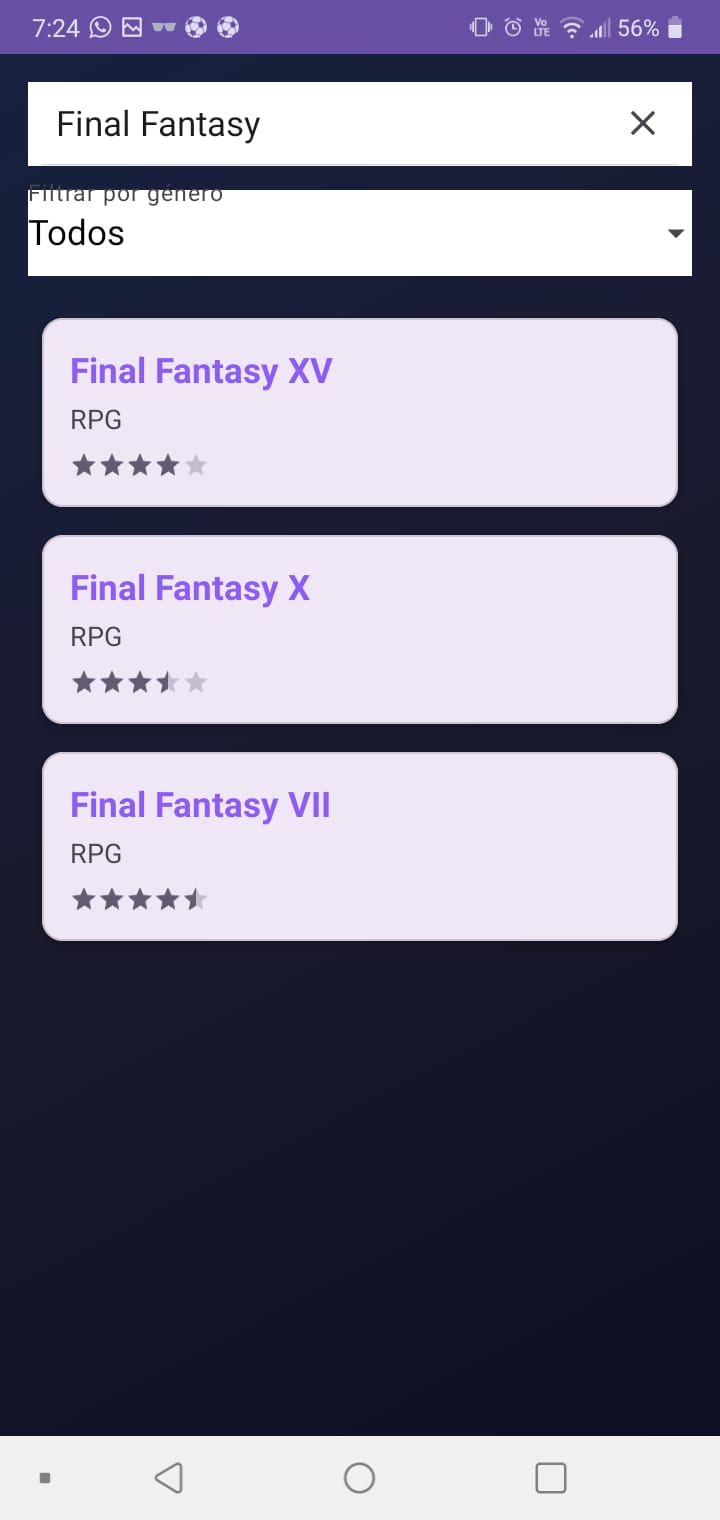 7:24
Vo LTE
56%
Final Fantasy
Filtrar por género
Todos
Final Fantasy XV
RPG
Final Fantasy X
RPG
Final Fantasy VII
RPG